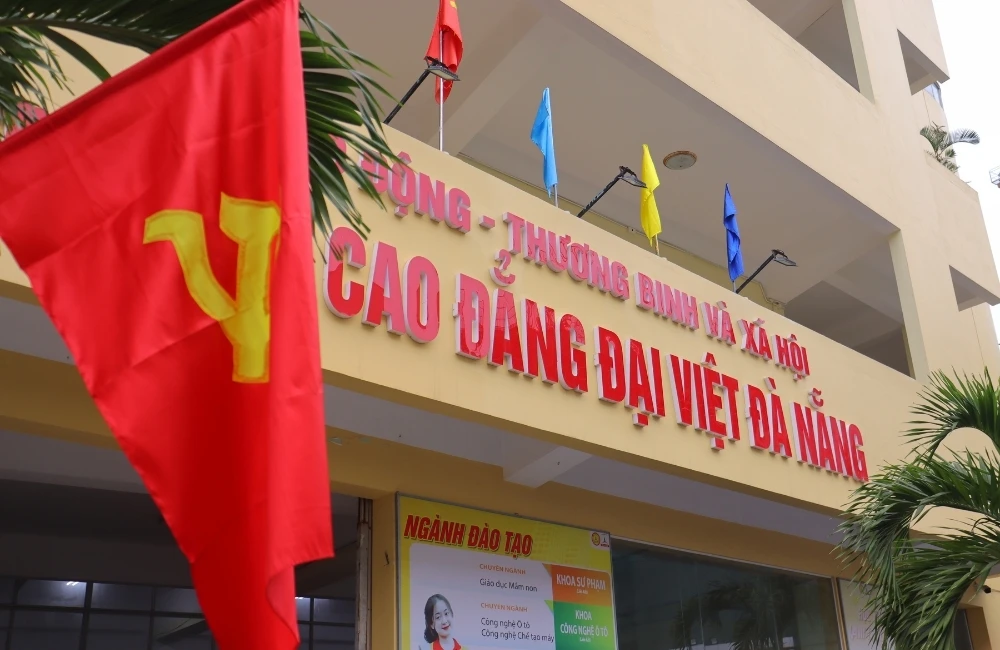 ĐỘNG - THƯƠNG BINH VÀ XÃ HỘI
CAO ĐẲNG ĐẠI VIỆT ĐÀ NẴNG
NGÀNH ĐÀO TẠO
CHUYÊN NGÀNH
Giáo dục Mầm non
KHOA SƯ PHẠM
CHUYÊN NGÀNH
Công nghệ Ô tô
Công nghệ Chế tạo máy
KHOA
CÔNG NGHỆ Ô TÔ